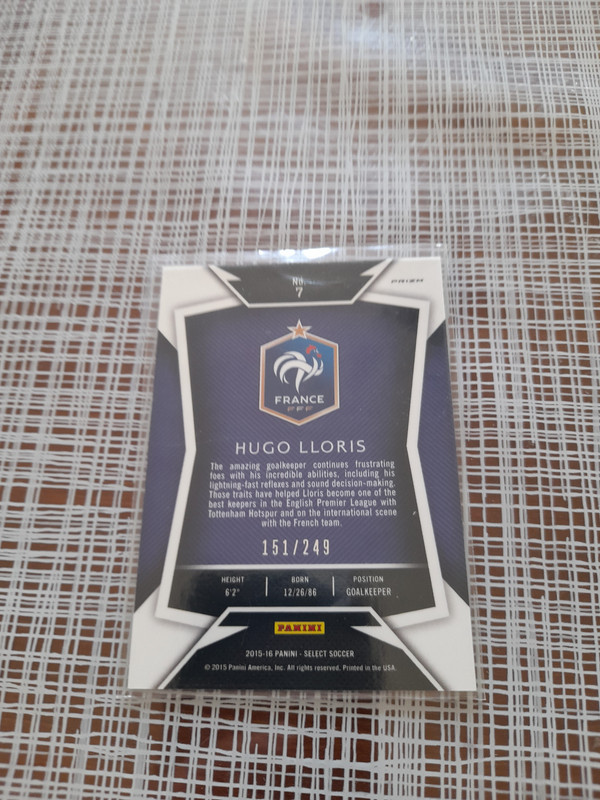 No.
7
PRIZM
FRANCE
FFF
HUGO LLORIS
The amazing goalkeeper continues frustrating
foes with his incredible abilities, including his
lightning-fast reflexes and sound decision-making.
Those traits have helped Lloris become one of the
best keepers in the English Premier League with
Tottenham Hotspur and on the international scene
with the French team.
151/249
HEIGHT BORN POSITION
6'2" 12/26/86 GOALKEEPER
PANINI
2015-16 PANINI - SELECT SOCCER
© 2015 Panini America, Inc. All rights reserved. Printed in the USA.